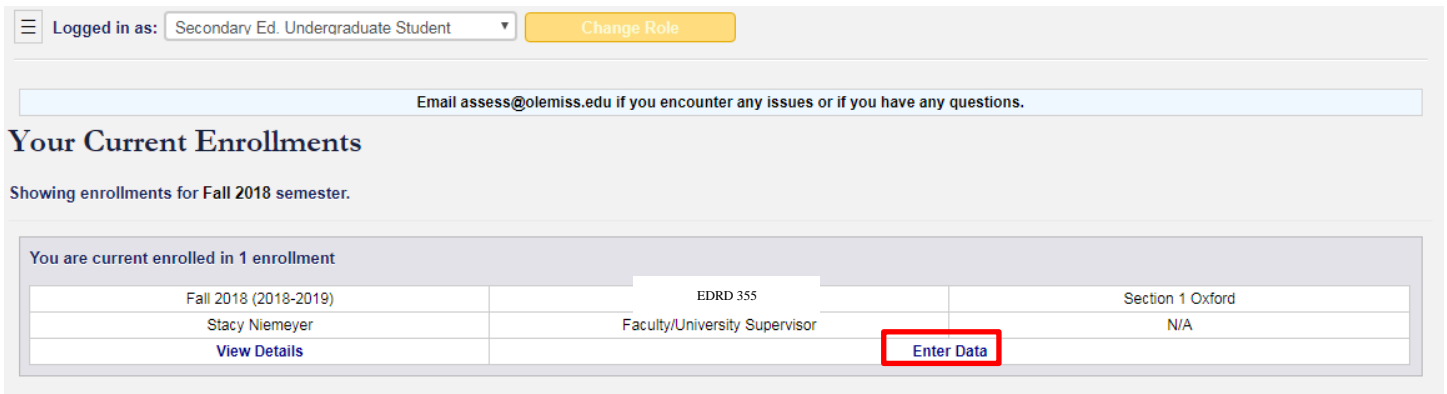 ☰ Logged in as: Secondary Ed. Undergraduate Student ▼ Change Role
Email assess@olemiss.edu if you encounter any issues or if you have any questions.
Your Current Enrollments
Showing enrollments for Fall 2018 semester.
You are current enrolled in 1 enrollment
Fall 2018 (2018-2019) EDRD 355 Section 1 Oxford
Stacy Niemeyer Faculty/University Supervisor N/A
View Details Enter Data